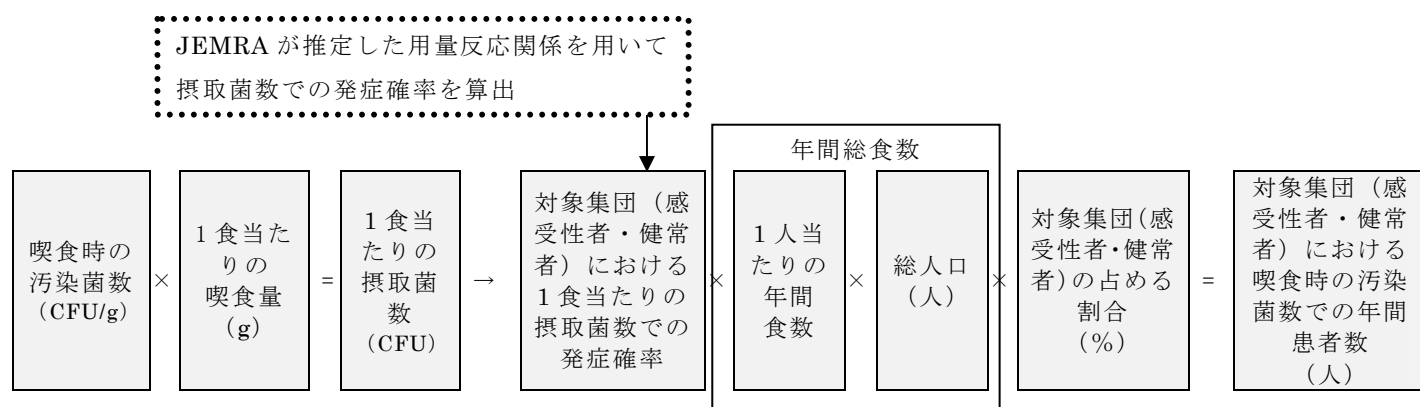 JEMRA が推定した用量反応関係を用いて
摂取菌数での発症確率を算出
年間総食数
喫食時の
汚染菌数
(CFU/g)
×
1 食当た
りの
喫食量
(g)
=
1 食当
たりの
摂取菌
数
(CFU)
→
対象集団（感
受性者・健常
者）における
1 食当たりの
摂取菌数での
発症確率
×
1 人当
たりの
年間
食数
×
総人口
（人）
×
対象集団(感
受性者・健常
者)の占める
割合
（％）
=
対象集団（感
受性者・健常
者）における
喫食時の汚染
菌数での年間
患者数
（人）